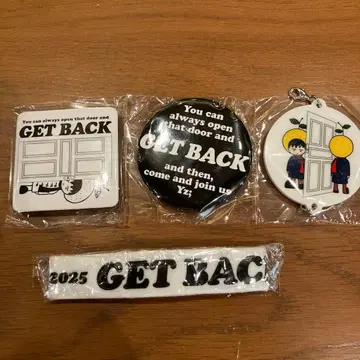 You can always open that door and
GET BACK
You can
always open
that door and
GET BACK
and then,
come and join us
Yz;
2025 GET BAC